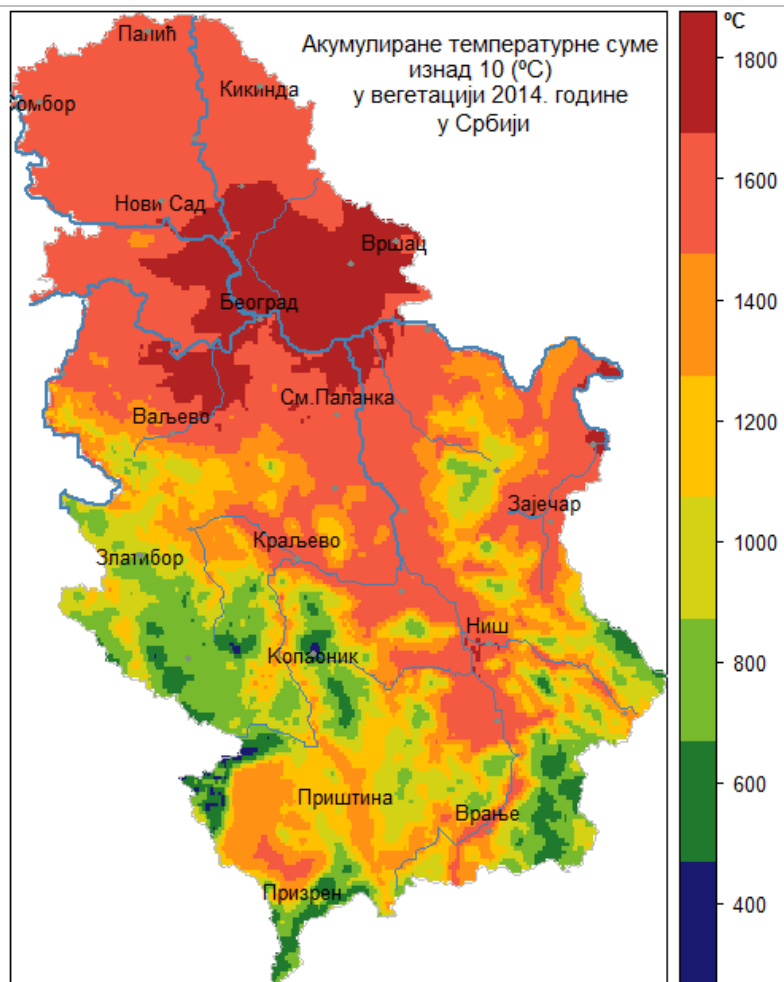 Акумулиране температурне суме
изнад 10 (ºC)
у вегетацији 2014. године
у Србији
ºC
1800
1600
1400
1200
1000
800
600
400
Палић
Кикинда
Сомбор
Нови Сад
Вршац
Београд
См.Паланка
Ваљево
Зајечар
Краљево
Златибор
Ниш
Копаоник
Приштина
Врање
Призрен